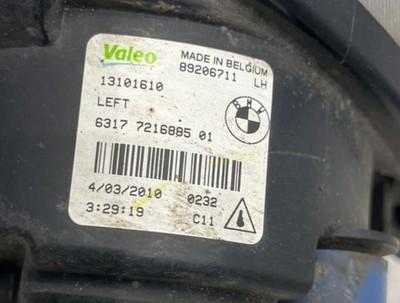 Valeo MADE IN BELGIUM
89206711 LH
13101610
LEFT
BMW
6317 7216885 01
4/03/2010 0232
3:29:19 C11